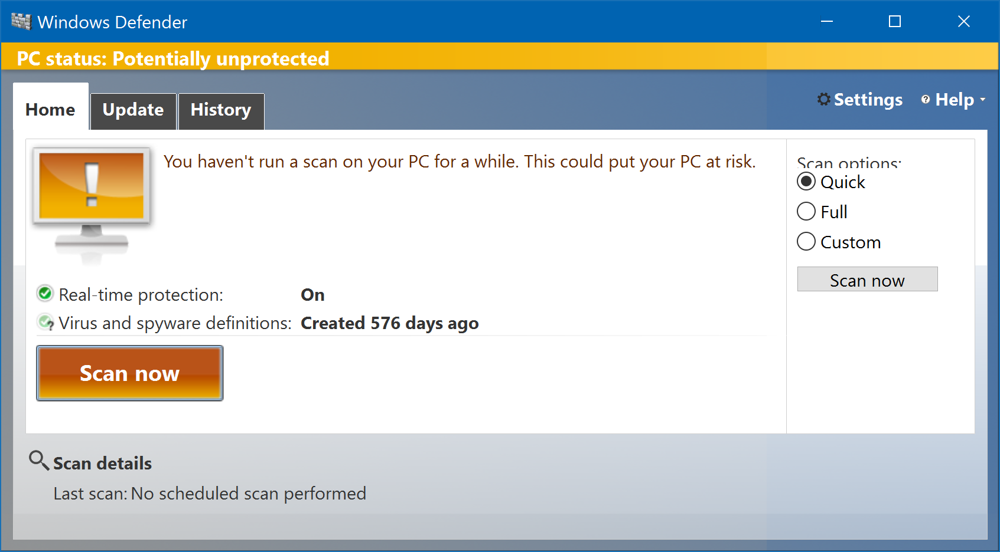 Windows Defender
PC status: Potentially unprotected
Home
Update
History
Settings
Help
You haven't run a scan on your PC for a while. This could put your PC at risk.
Real-time protection: On
Virus and spyware definitions: Created 576 days ago
Scan now
Scan options:
Quick
Full
Custom
Scan now
Scan details
Last scan: No scheduled scan performed